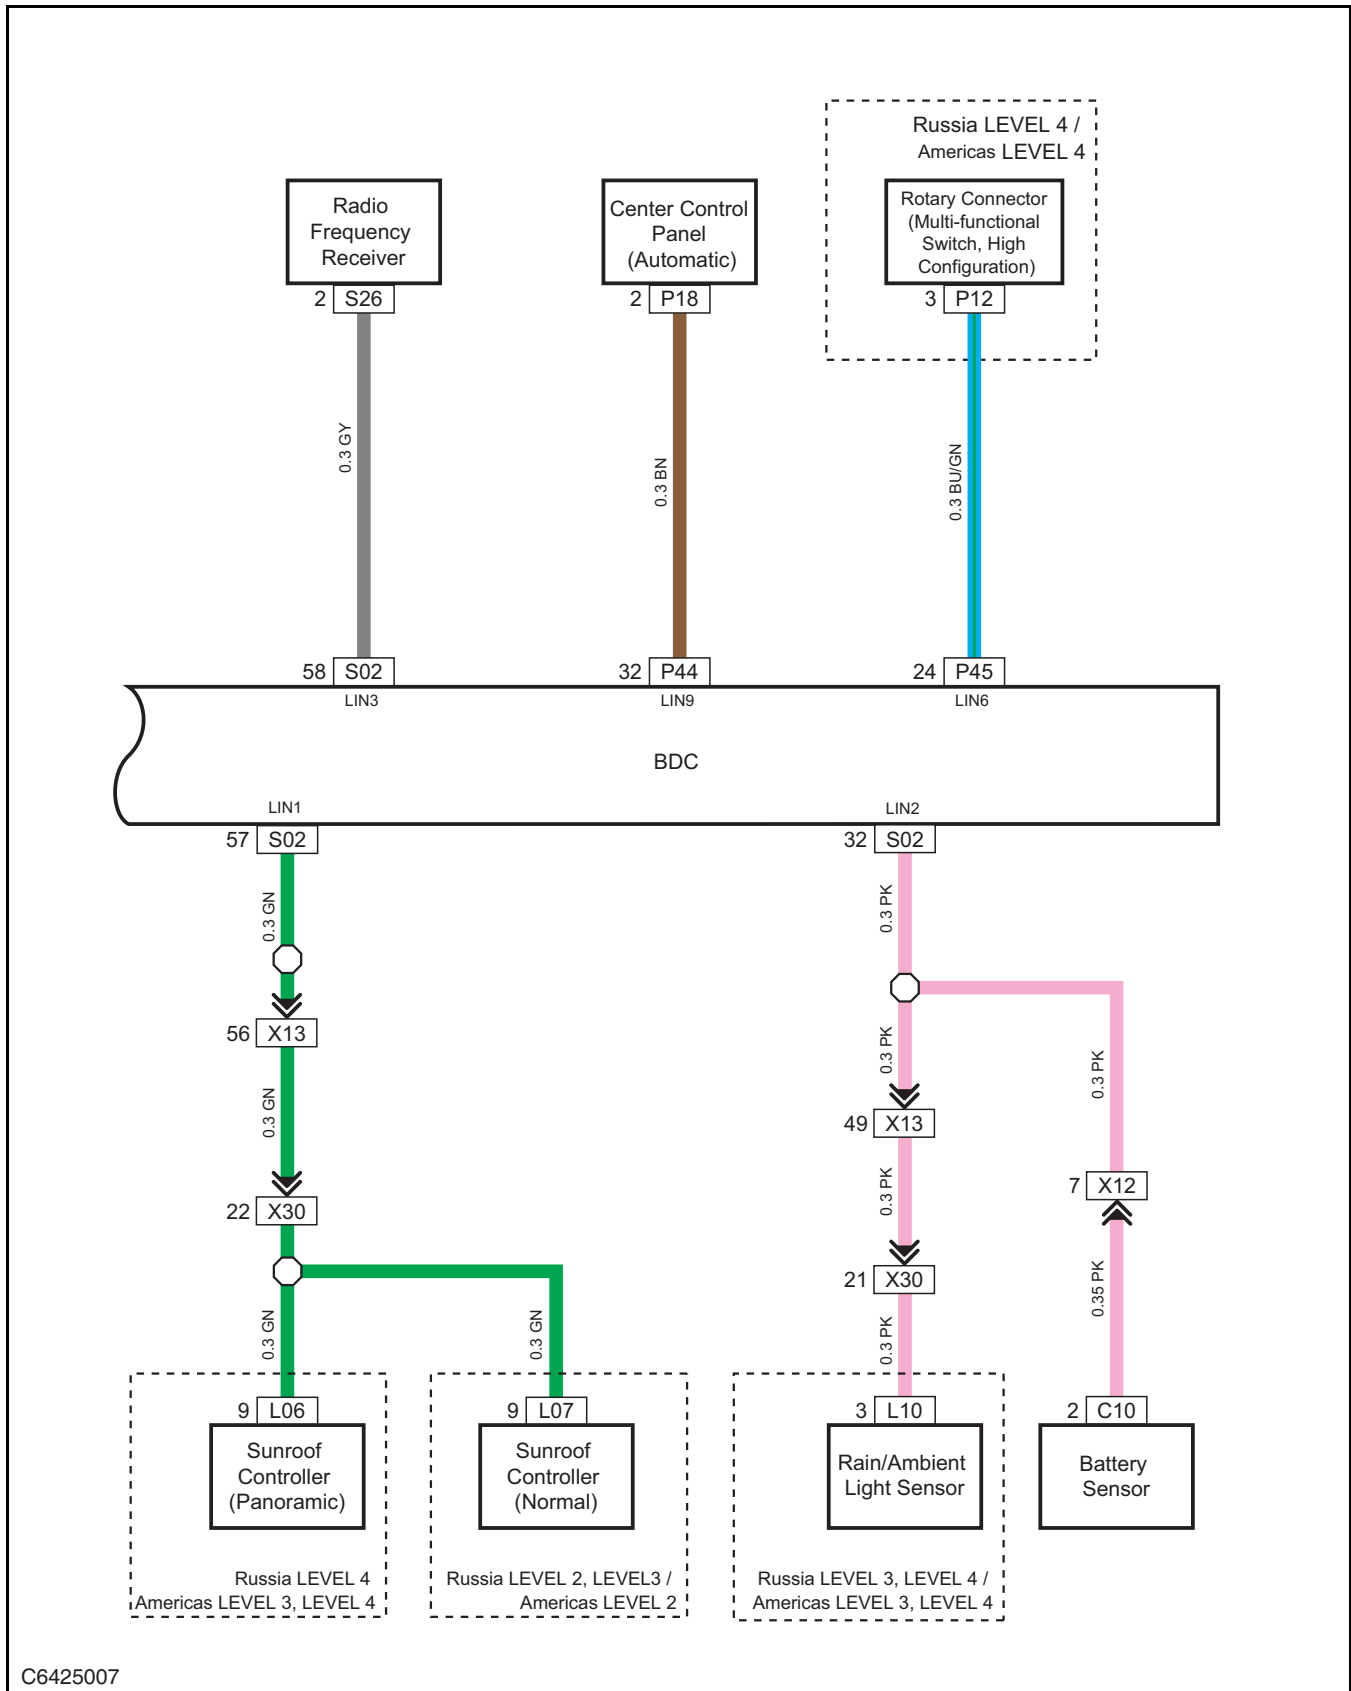 Russia LEVEL 4 /
Americas LEVEL 4
Radio
Frequency
Receiver
Center Control
Panel
(Automatic)
Rotary Connector
(Multi-functional
Switch, High
Configuration)
2 S26
2 P18
3 P12
0.3 GY
0.3 BN
0.3 BU/GN
58 S02
32 P44
24 P45
LIN3
LIN9
LIN6
BDC
LIN1
LIN2
57 S02
32 S02
0.3 GN
0.3 PK
56 X13
0.3 PK
0.3 PK
49 X13
0.3 GN
7 X12
0.3 PK
22 X30
21 X30
0.35 PK
0.3 GN
0.3 GN
0.3 PK
9 L06
9 L07
3 L10
2 C10
Sunroof
Controller
(Panoramic)
Sunroof
Controller
(Normal)
Rain/Ambient
Light Sensor
Battery
Sensor
Russia LEVEL 4
Americas LEVEL 3, LEVEL 4
Russia LEVEL 2, LEVEL3 /
Americas LEVEL 2
Russia LEVEL 3, LEVEL 4 /
Americas LEVEL 3, LEVEL 4
C6425007